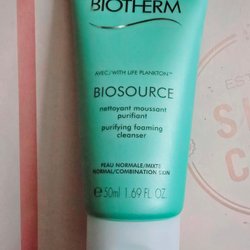 BIOTHERM
AVEC/WITH LIFE PLANKTON™
BIOSOURCE
nettoyant moussant
purifiant
purifying foaming
cleanser
PEAU NORMALE/MIXTE
NORMAL/COMBINATION SKIN
℮50ml 1.69 FL. OZ.